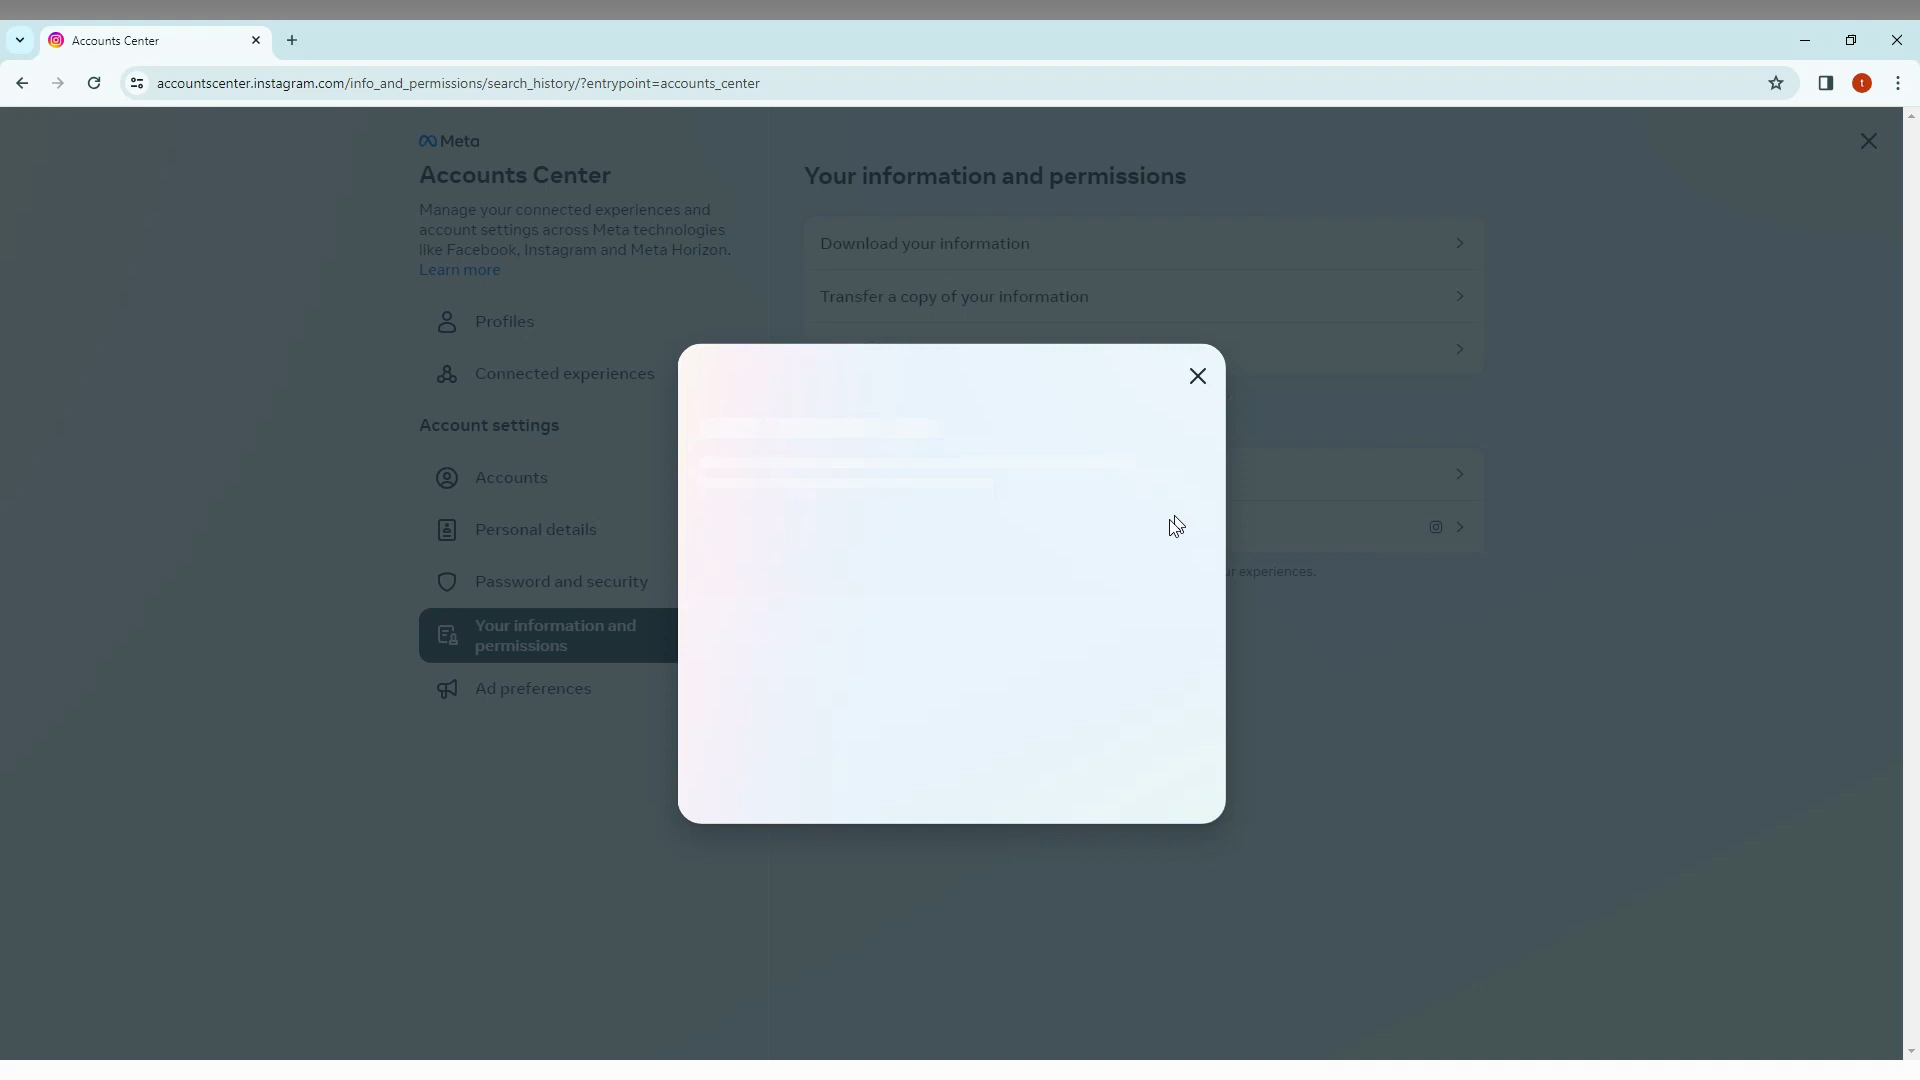 Accounts Center
accountscenter.instagram.com/info_and_permissions/search_history/?entrypoint=accounts_center
t
Meta
Accounts Center
Manage your connected experiences and
account settings across Meta technologies
like Facebook, Instagram and Meta Horizon.
Learn more
Profiles
Connected experiences
Account settings
Accounts
Personal details
Password and security
Your information and
permissions
Ad preferences
Your information and permissions
Download your information
Transfer a copy of your information
experiences.